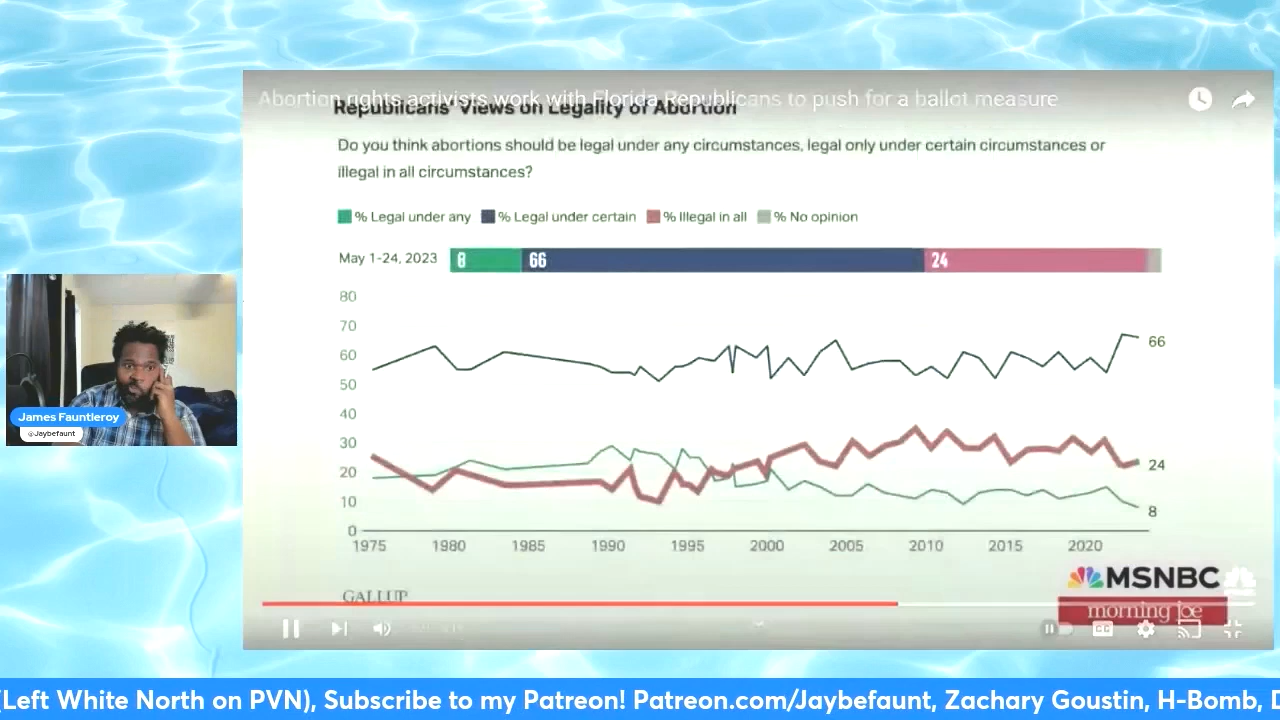 Abortion rights activists work with Florida Republicans to push for a ballot measure
Republicans' Views on Legality of Abortion
Do you think abortions should be legal under any circumstances, legal only under certain circumstances or
illegal in all circumstances?
% Legal under any % Legal under certain % Illegal in all % No opinion
May 1-24, 2023 8 66 24
80
70
60
50
40
30
20
10
0
66
24
8
1975 1980 1985 1990 1995 2000 2005 2010 2015 2020
GALLUP
MSNBC
morning joe
CC
James Fauntleroy
@Jaybefaunt
(Left White North on PVN), Subscribe to my Patreon! Patreon.com/Jaybefaunt, Zachary Goustin, H-Bomb,